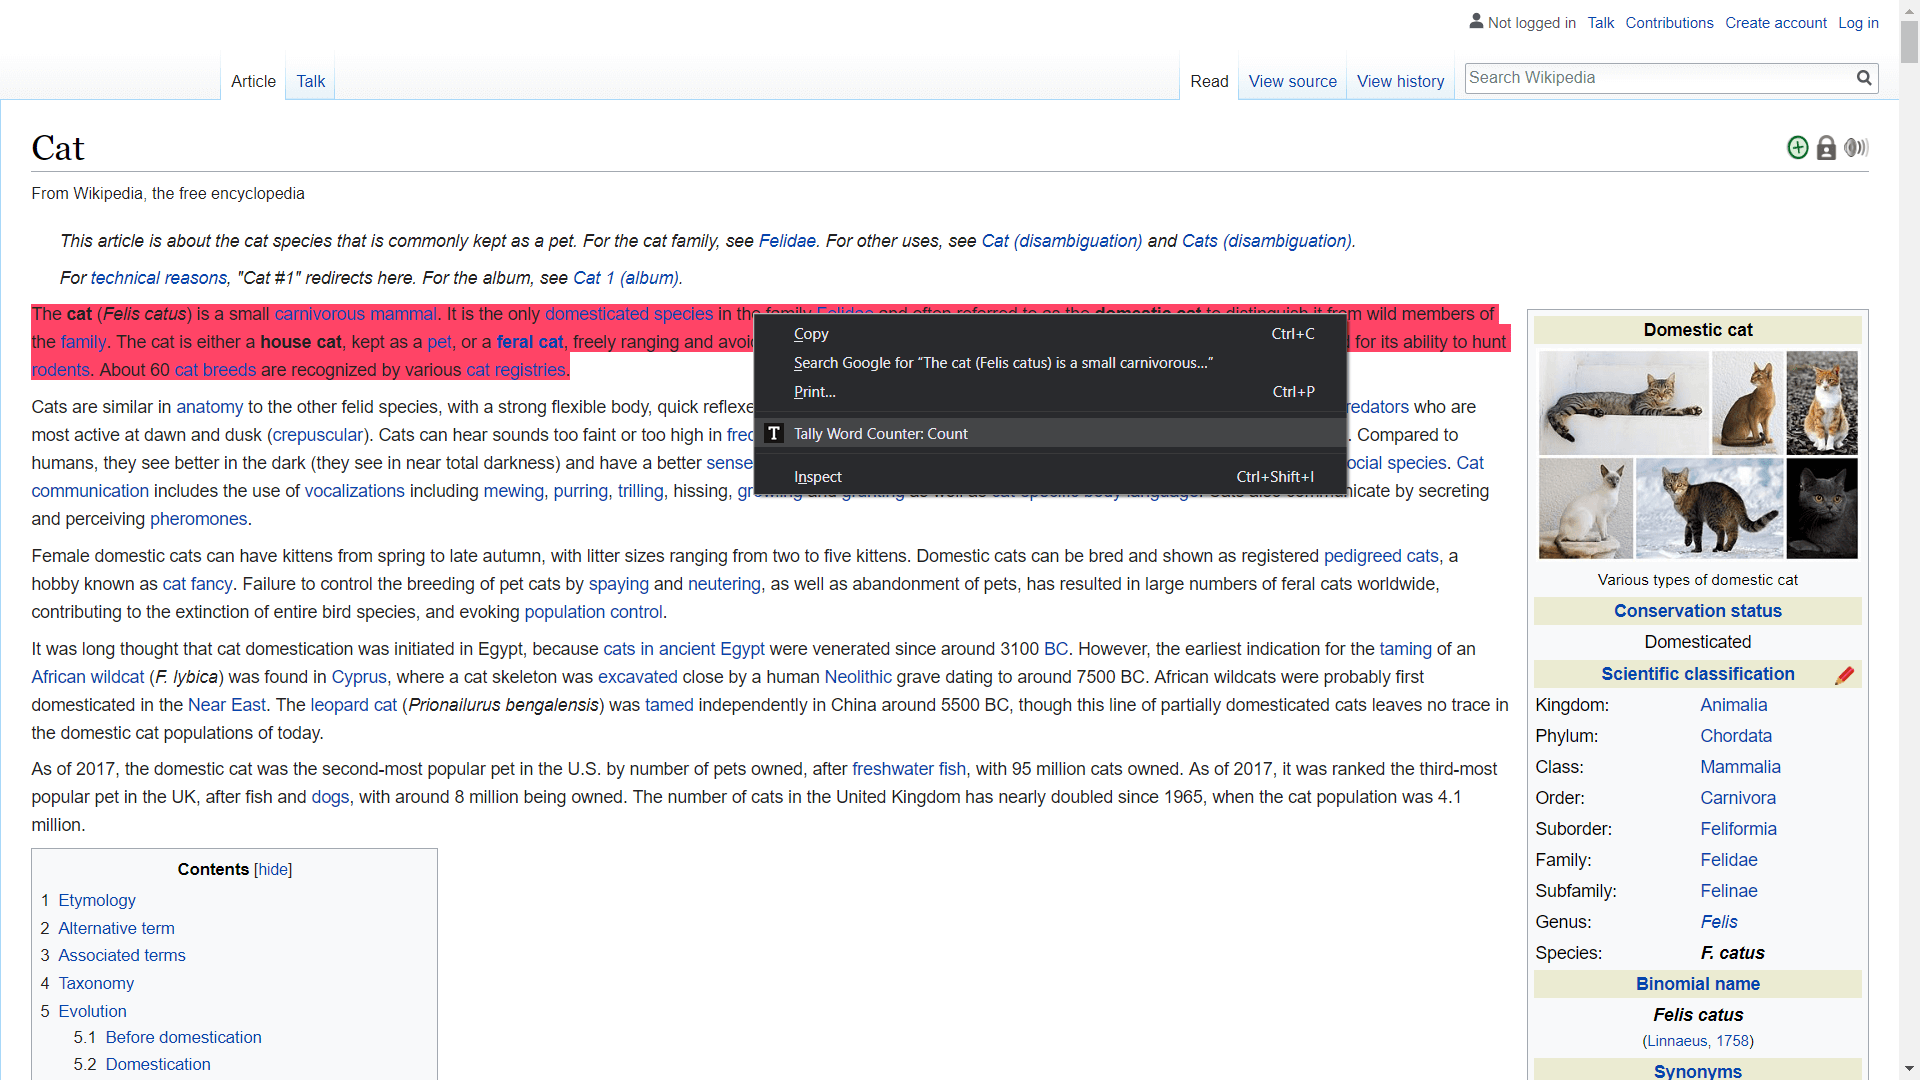 Not logged in Talk Contributions Create account Log in
Article Talk Read View source View history Search Wikipedia
Cat
From Wikipedia, the free encyclopedia
This article is about the cat species that is commonly kept as a pet. For the cat family, see Felidae. For other uses, see Cat (disambiguation) and Cats (disambiguation).
For technical reasons, "Cat #1" redirects here. For the album, see Cat 1 (album).
The cat (Felis catus) is a small carnivorous mammal. It is the only domesticated species in the family Felidae and often referred to as the domestic cat to distinguish it from wild members of
the family. The cat is either a house cat, kept as a pet, or a feral cat, freely ranging and for its ability to hunt
rodents. About 60 cat breeds are recognized by various cat registries.
Copy Ctrl+C
Search Google for “The cat (Felis catus) is a small carnivorous...”
Print... Ctrl+P
T Tally Word Counter: Count
Inspect Ctrl+Shift+I
Cats are similar in anatomy to the other felid species, with a strong flexible body, quick who are
most active at dawn and dusk (crepuscular). Cats can hear sounds too faint or too high in . Compared to
humans, they see better in the dark (they see in near total darkness) and have a better species. Cat
communication includes the use of vocalizations including mewing, purring, trilling, hissing, by secreting
and perceiving pheromones.
Female domestic cats can have kittens from spring to late autumn, with litter sizes ranging from two to five kittens. Domestic cats can be bred and shown as registered pedigreed cats, a
hobby known as cat fancy. Failure to control the breeding of pet cats by spaying and neutering, as well as abandonment of pets, has resulted in large numbers of feral cats worldwide,
contributing to the extinction of entire bird species, and evoking population control.
It was long thought that cat domestication was initiated in Egypt, because cats in ancient Egypt were venerated since around 3100 BC. However, the earliest indication for the taming of an
African wildcat (F. lybica) was found in Cyprus, where a cat skeleton was excavated close by a human Neolithic grave dating to around 7500 BC. African wildcats were probably first
domesticated in the Near East. The leopard cat (Prionailurus bengalensis) was tamed independently in China around 5500 BC, though this line of partially domesticated cats leaves no trace in
the domestic cat populations of today.
As of 2017, the domestic cat was the second-most popular pet in the U.S. by number of pets owned, after freshwater fish, with 95 million cats owned. As of 2017, it was ranked the third-most
popular pet in the UK, after fish and dogs, with around 8 million being owned. The number of cats in the United Kingdom has nearly doubled since 1965, when the cat population was 4.1
million.
Contents [hide]
1 Etymology
2 Alternative term
3 Associated terms
4 Taxonomy
5 Evolution
5.1 Before domestication
5.2 Domestication
Domestic cat
Various types of domestic cat
Conservation status
Domesticated
Scientific classification
Kingdom: Animalia
Phylum: Chordata
Class: Mammalia
Order: Carnivora
Suborder: Feliformia
Family: Felidae
Subfamily: Felinae
Genus: Felis
Species: F. catus
Binomial name
Felis catus
(Linnaeus, 1758)
Synonyms